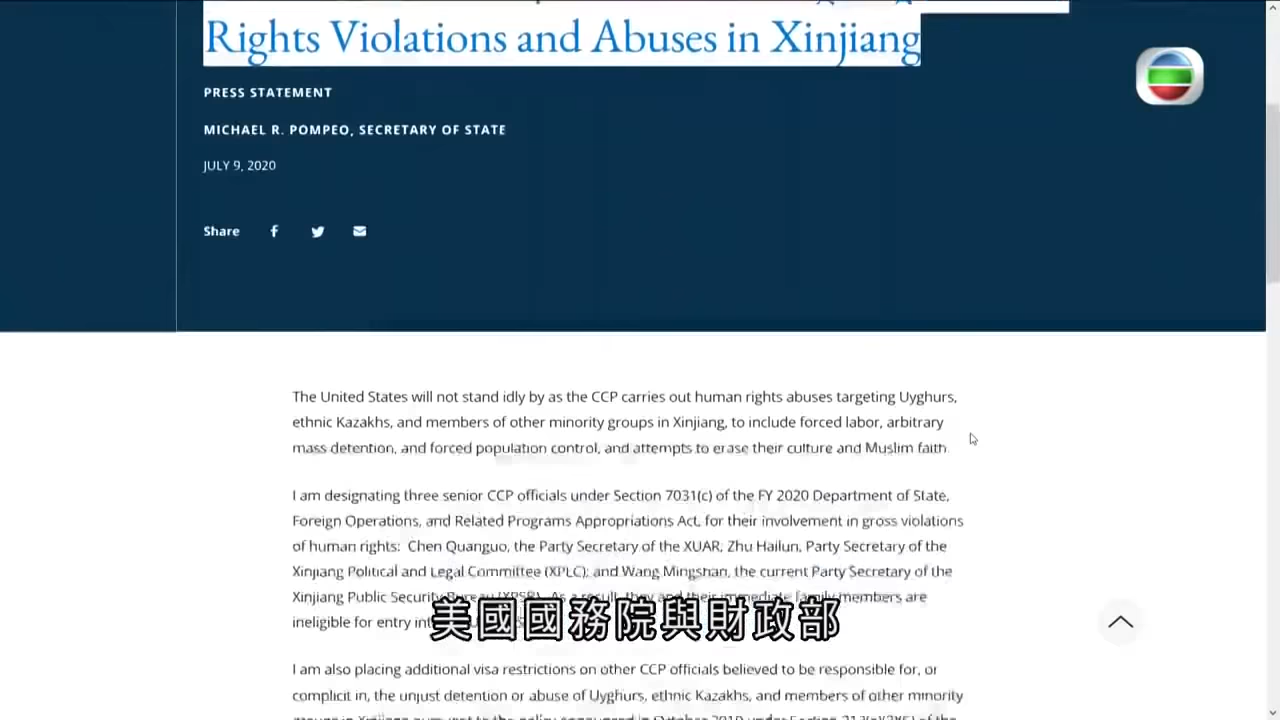 Rights Violations and Abuses in Xinjiang
PRESS STATEMENT
MICHAEL R. POMPEO, SECRETARY OF STATE
JULY 9, 2020
Share
The United States will not stand idly by as the CCP carries out human rights abuses targeting Uyghurs,
ethnic Kazakhs, and members of other minority groups in Xinjiang, to include forced labor, arbitrary
mass detention, and forced population control, and attempts to erase their culture and Muslim faith.
I am designating three senior CCP officials under Section 7031(c) of the FY 2020 Department of State,
Foreign Operations, and Related Programs Appropriations Act, for their involvement in gross violations
of human rights: Chen Quanguo, the Party Secretary of the XUAR; Zhu Hailun, Party Secretary of the
Xinjiang Political and Legal Committee (XPLC); and Wang Mingshan, the current Party Secretary of the
Xinjiang Public Security Bureau (XPSB). As a result, they and their immediate family members are
ineligible for entry
美國國務院與財政部
I am also placing additional visa restrictions on other CCP officials believed to be responsible for, or
complicit in, the unjust detention or abuse of Uyghurs, ethnic Kazakhs, and members of other minority